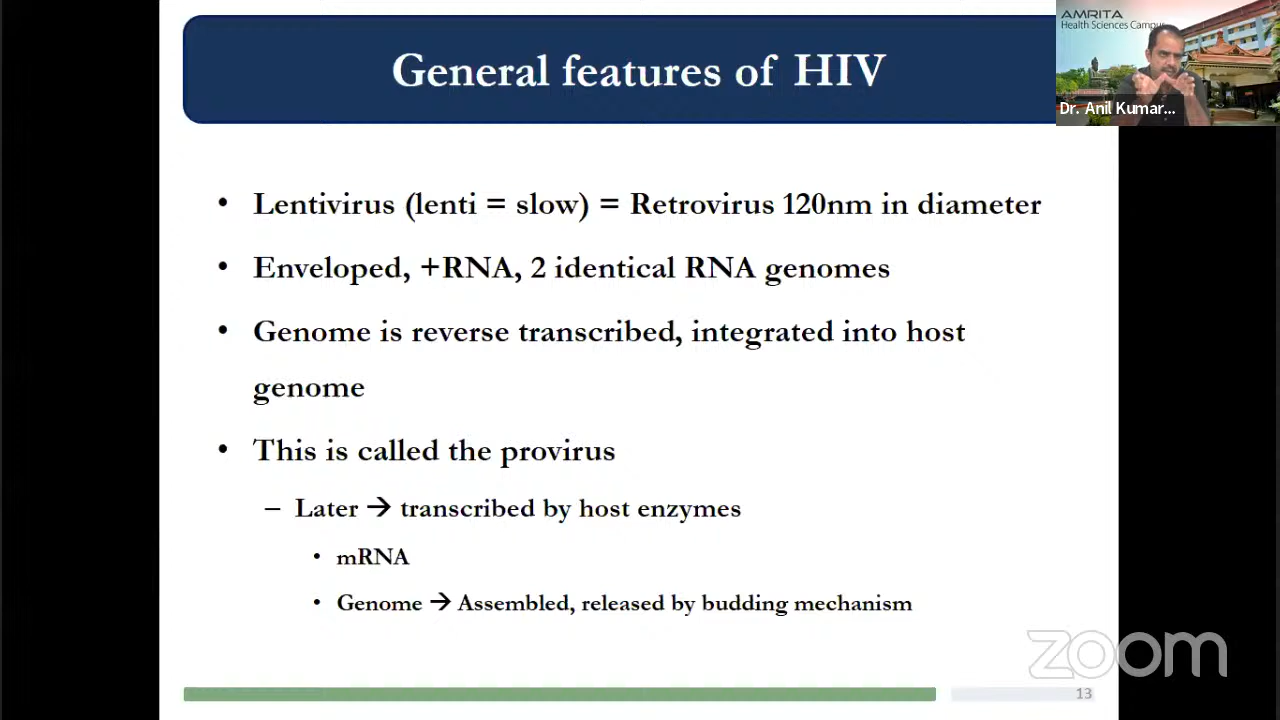 General features of HIV
AMRITA
Health Sciences Campus
Dr. Anil Kumar...
• Lentivirus (lenti = slow) = Retrovirus 120nm in diameter
• Enveloped, +RNA, 2 identical RNA genomes
• Genome is reverse transcribed, integrated into host
genome
• This is called the provirus
– Later → transcribed by host enzymes
• mRNA
• Genome → Assembled, released by budding mechanism
zoom
13